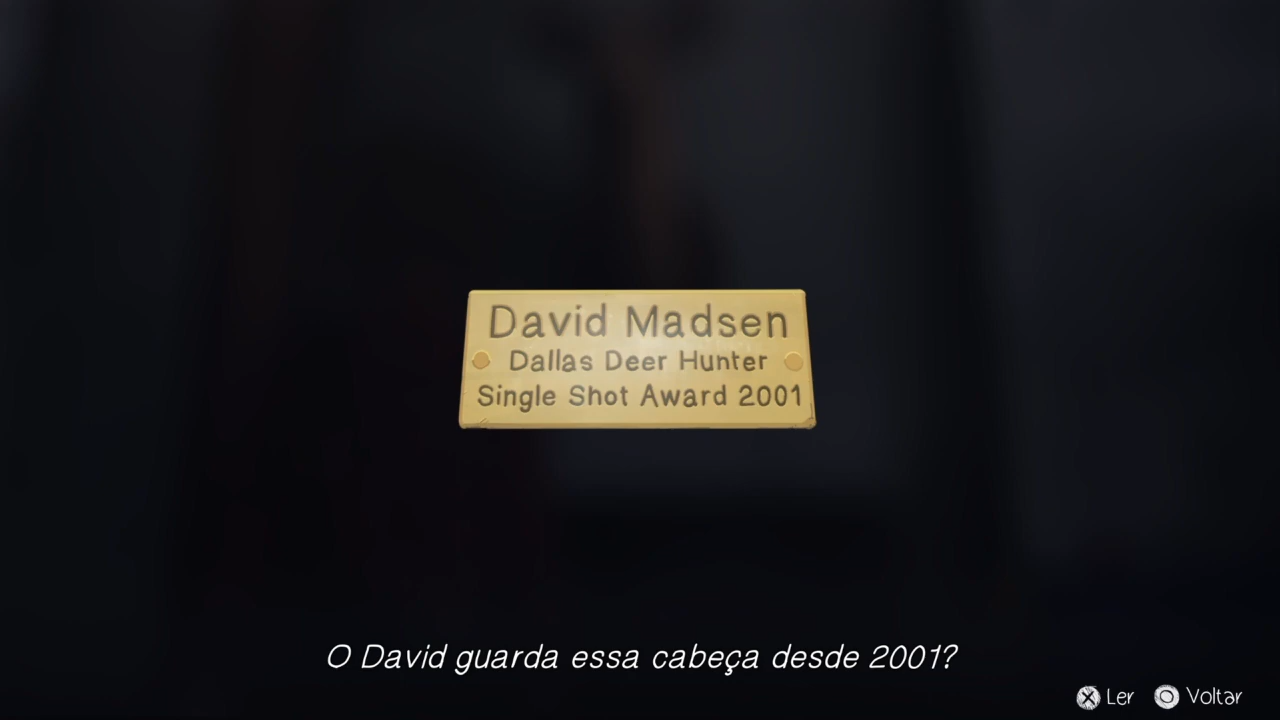 David Madsen
Dallas Deer Hunter
Single Shot Award 2001
O David guarda essa cabeça desde 2001?
Ler Voltar